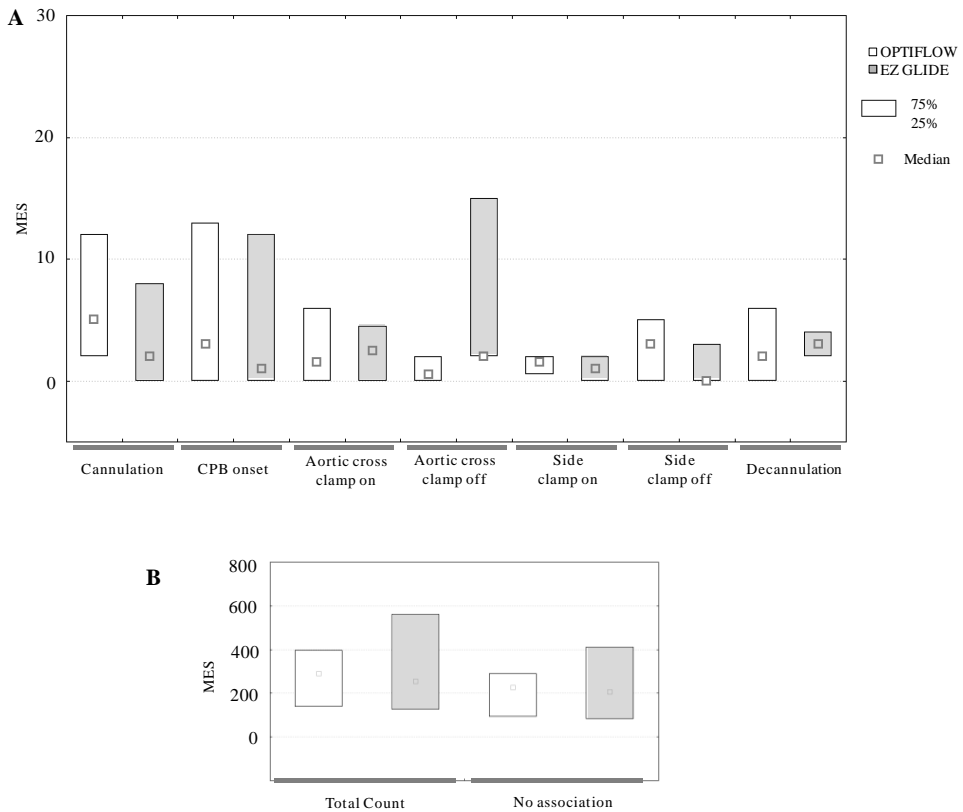 A
30
20
10
0
MES
OPTIFLOW
EZ GLIDE
75%
25%
Median
Cannulation
CPB onset
Aortic cross
clamp on
Aortic cross
clamp off
Side
clamp on
Side
clamp off
Decannulation
B
800
600
400
200
0
MES
Total Count
No association